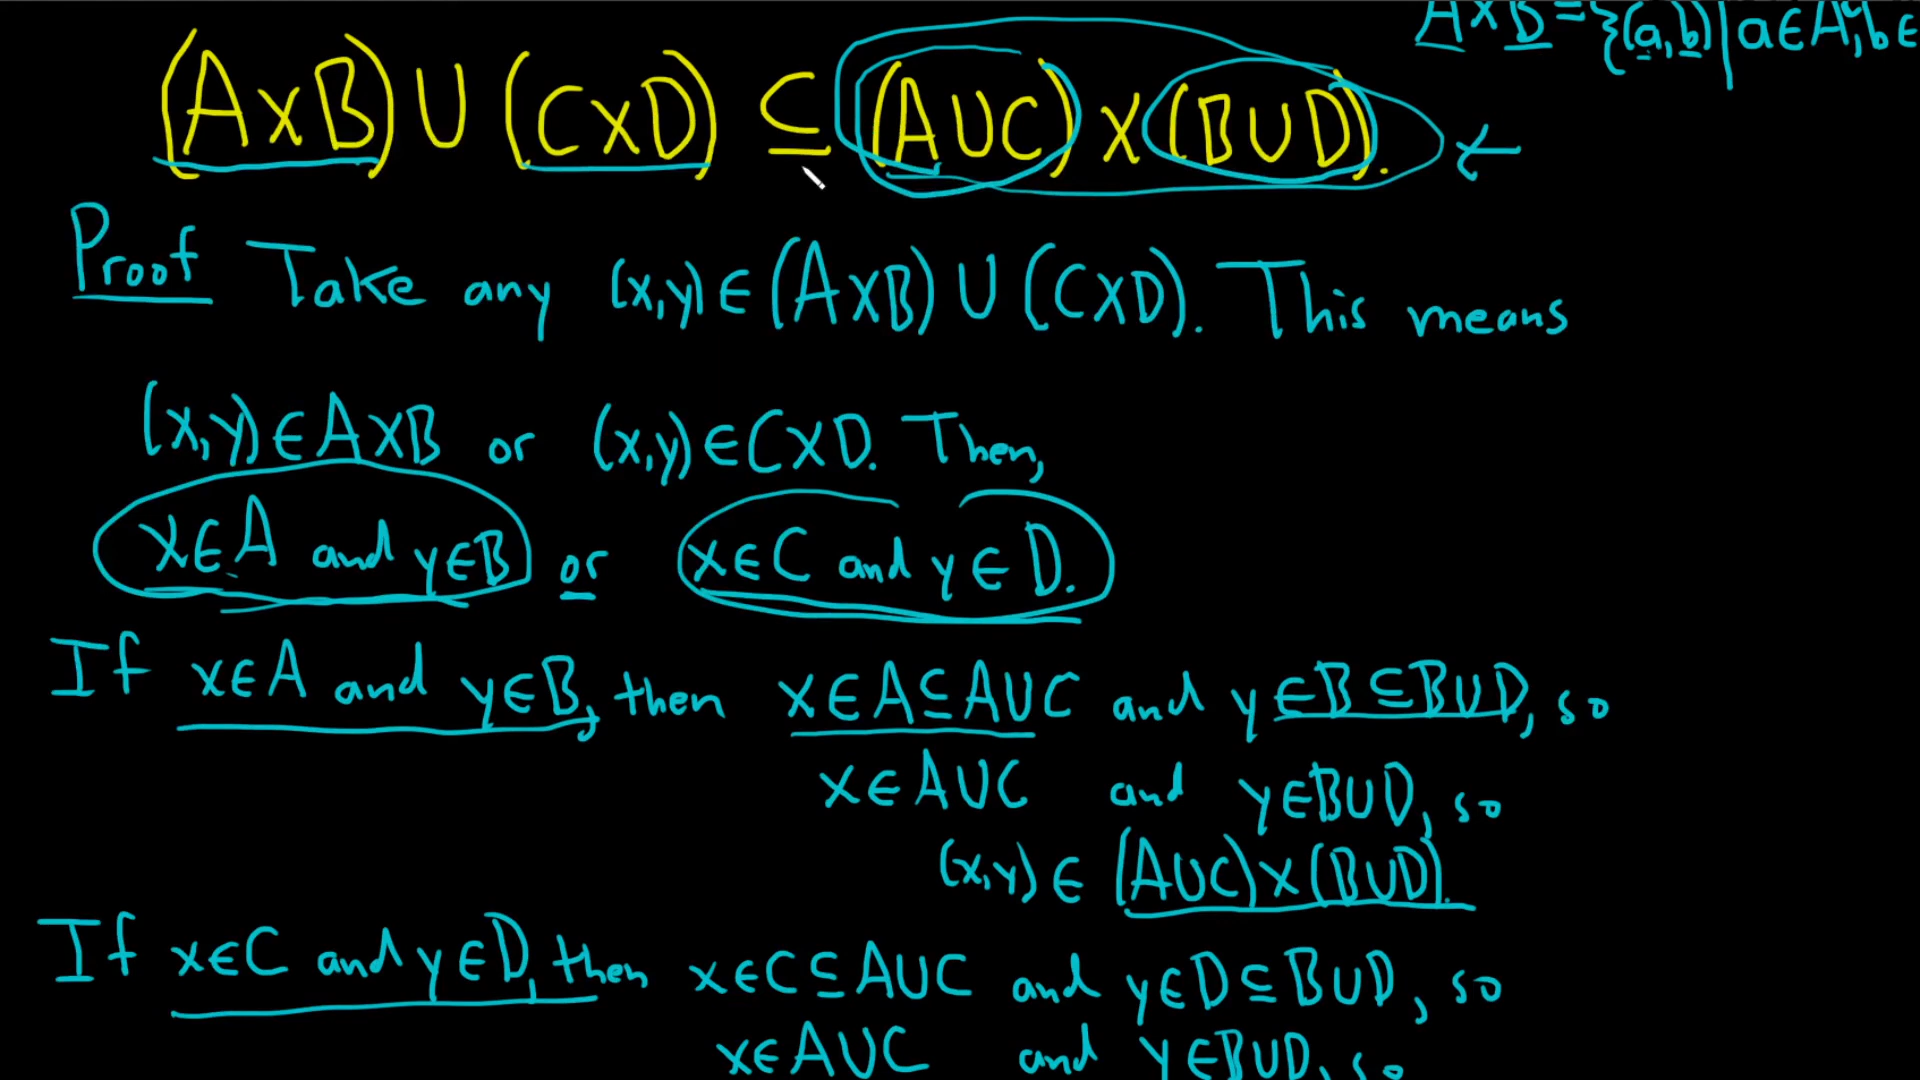 A×B={(a,b)|a∈A, b∈
(A×B)∪(C×D)⊆(A∪C)×(B∪D).
Proof Take any (x,y)∈(A×B)∪(C×D). This means
(x,y)∈A×B or (x,y)∈C×D. Then,
x∈A and y∈B or x∈C and y∈D.
If x∈A and y∈B, then x∈A⊆A∪C and y∈B⊆B∪D, so
x∈A∪C and y∈B∪D, so
(x,y)∈(A∪C)×(B∪D).
If x∈C and y∈D, then x∈C⊆A∪C and y∈D⊆B∪D, so
x∈A∪C and y∈B∪D, so